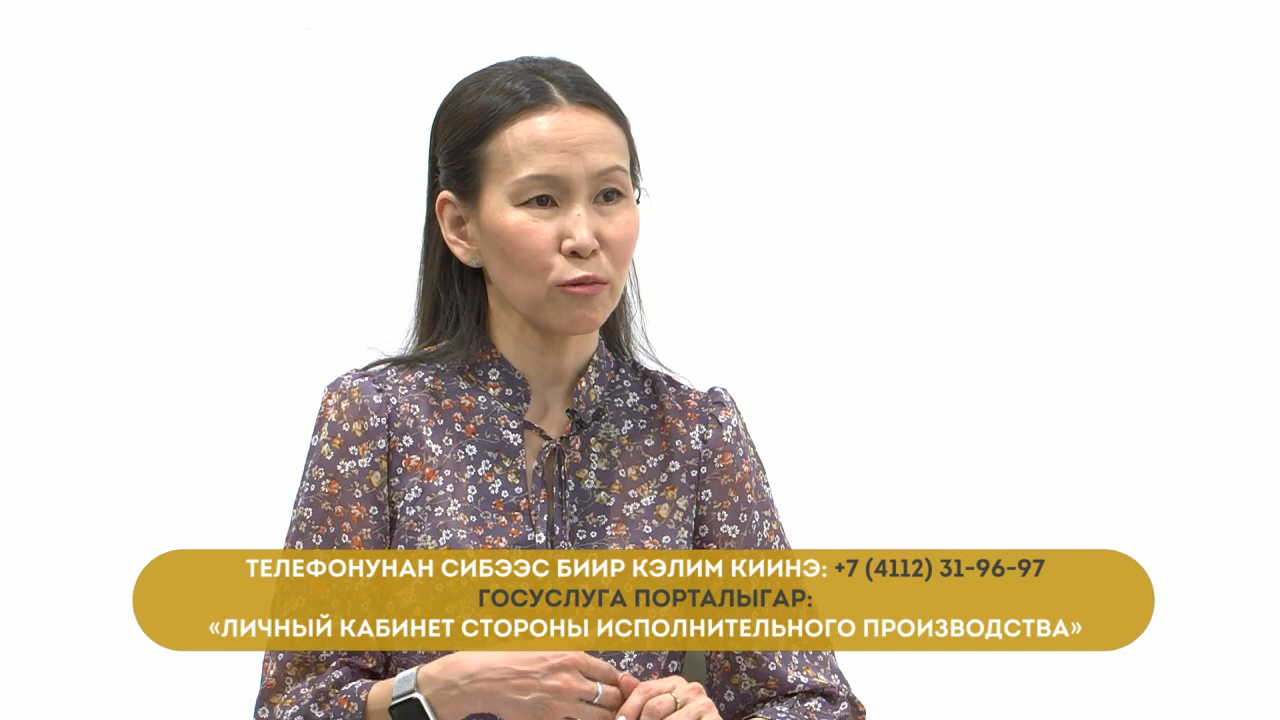 ТЕЛЕФОНУНАН СИБЭЭС БИИР КЭЛИМ КИИНЭ: +7 (4112) 31-96-97
ГОСУСЛУГА ПОРТАЛЫГАР:
«ЛИЧНЫЙ КАБИНЕТ СТОРОНЫ ИСПОЛНИТЕЛЬНОГО ПРОИЗВОДСТВА»